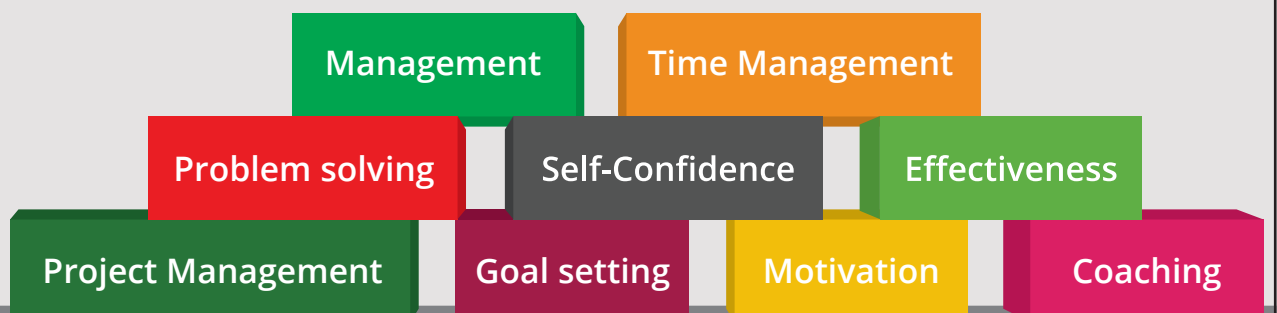 Management Time Management
Problem solving Self-Confidence Effectiveness
Project Management Goal setting Motivation Coaching